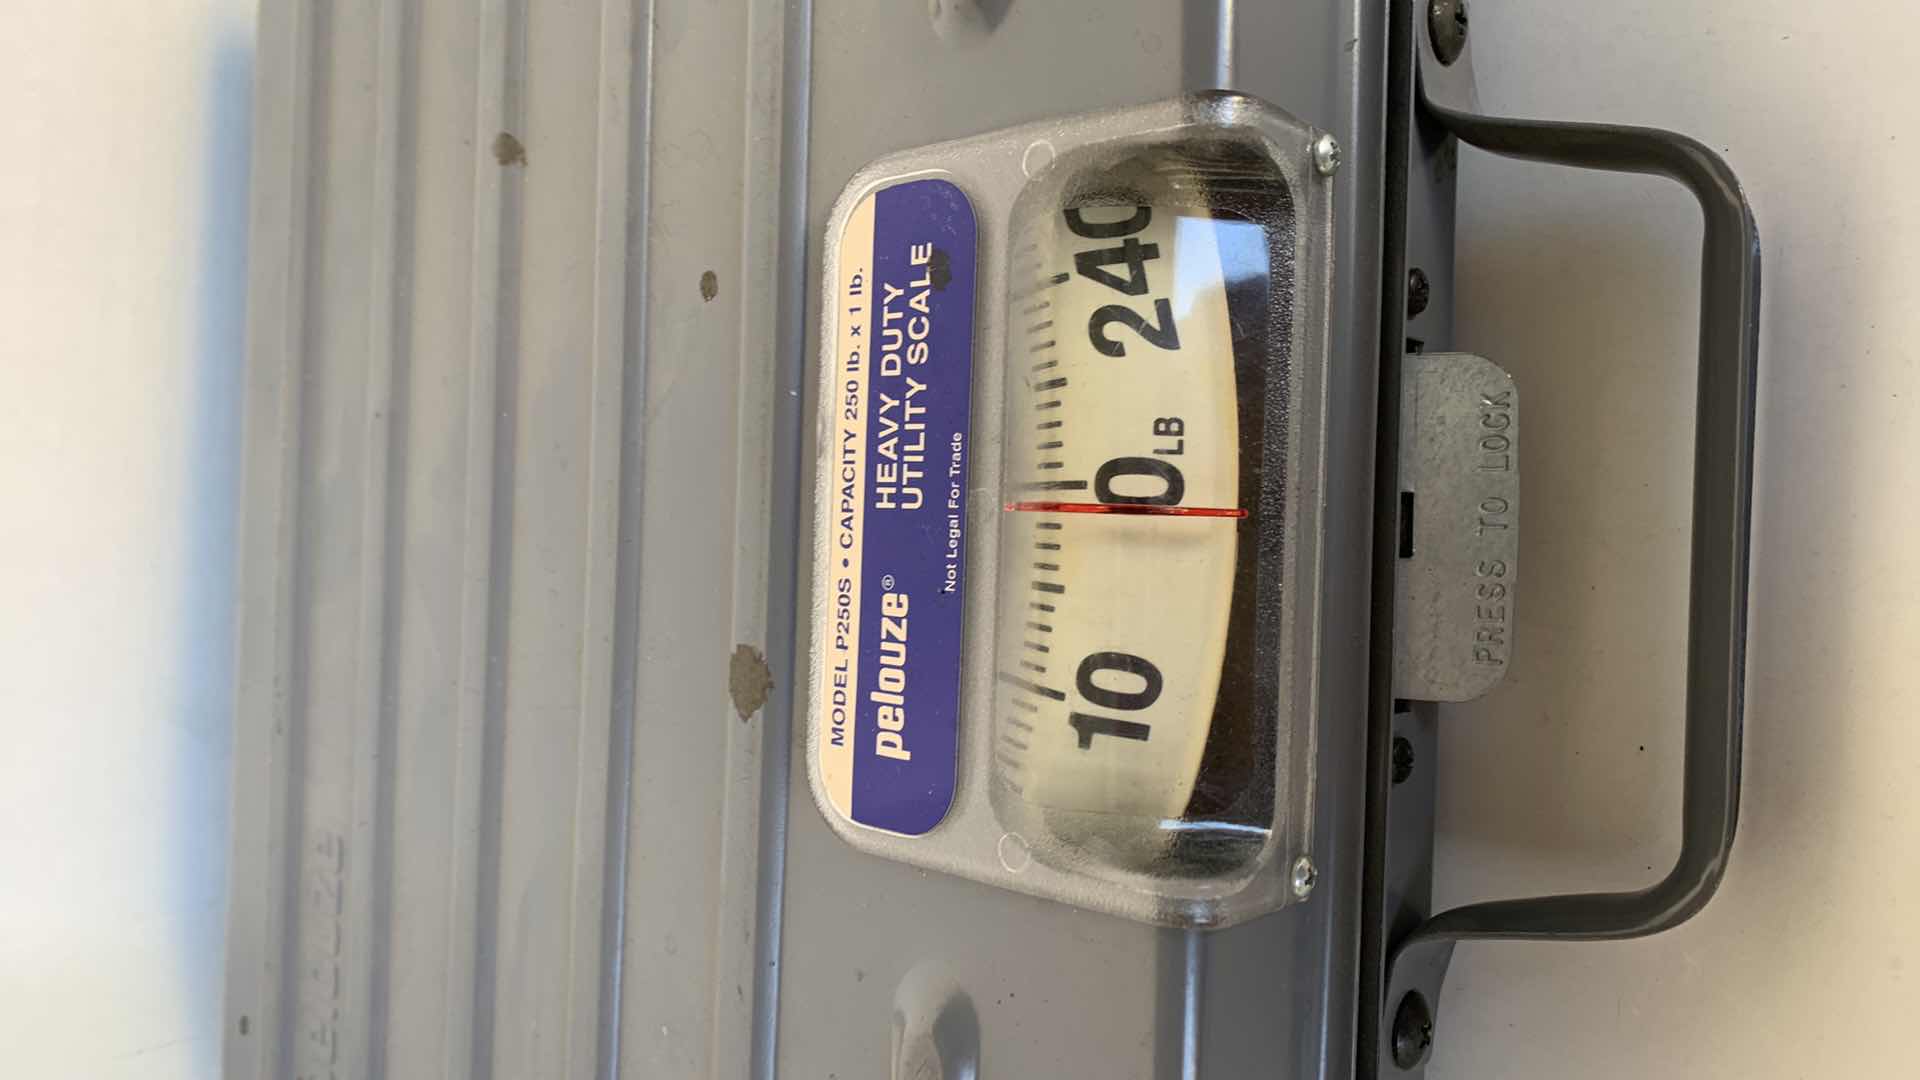 MODEL P250S • CAPACITY 250 lb. x 1 lb.
pelouze® HEAVY DUTY
UTILITY SCALE
Not Legal For Trade
10 0 LB 240
PRESS TO LOCK
PELOUZE